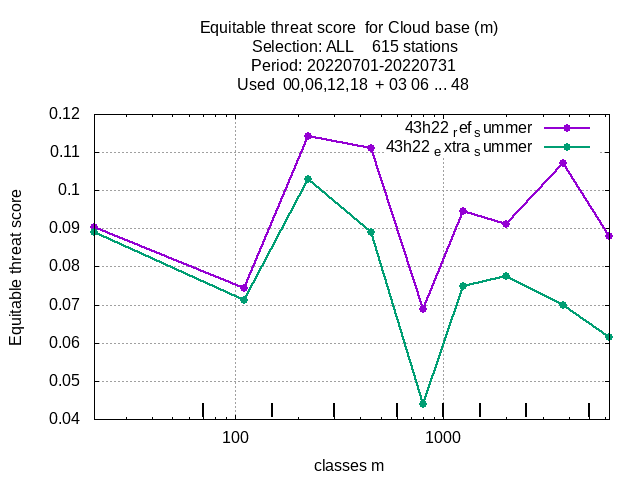 Equitable threat score  for Cloud base (m)
Selection: ALL    615 stations
Period: 20220701-20220731
Used  00,06,12,18  + 03 06 ... 48
43h22 ref summer
43h22 extra summer
0.12
0.11
0.1
0.09
0.08
0.07
0.06
0.05
0.04
Equitable threat score
100
1000
classes m